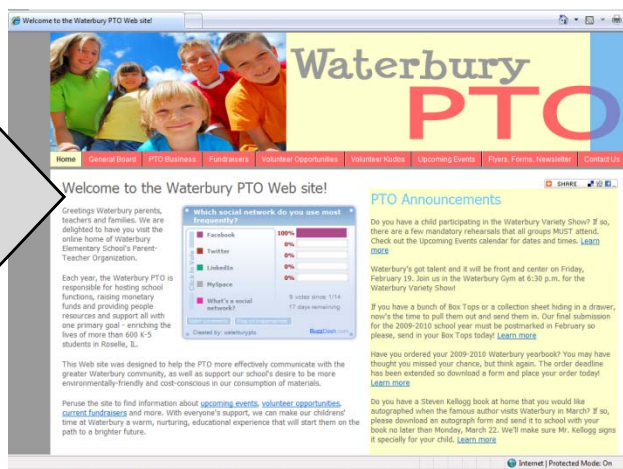 Welcome to the Waterbury PTO Web site!
Waterbury
PTO
Home General Board PTO Business Fundraisers Volunteer Opportunities Volunteer Kudos Upcoming Events Flyers, Forms, Newsletter Contact Us
Welcome to the Waterbury PTO Web site!
Greetings Waterbury parents,
teachers and families. We are
delighted to have you visit the
online home of Waterbury
Elementary School's Parent-
Teacher Organization.
Each year, the Waterbury PTO is
responsible for hosting school
functions, raising monetary
funds and providing people
resources and support all with
one primary goal - enriching the
lives of more than 600 K-5
students in Roselle, IL.
Which social network do you use most
frequently?
Click to Vote
Facebook 100%
Twitter 0%
LinkedIn 0%
MySpace 0%
What's a social
network? 0%
9 votes since 1/14
17 days remaining
Created by: waterburypto
BuzzDash.com
This Web site was designed to help the PTO more effectively communicate with the
greater Waterbury community, as well as support our school's desire to be more
environmentally-friendly and cost-conscious in our consumption of materials.
Peruse the site to find information about upcoming events, volunteer opportunities,
current fundraisers and more. With everyone's support, we can make our childrens'
time at Waterbury a warm, nurturing, educational experience that will start them on the
path to a brighter future.
SHARE
PTO Announcements
Do you have a child participating in the Waterbury Variety Show? If so,
there are a few mandatory rehearsals that all groups MUST attend.
Check out the Upcoming Events calendar for dates and times. Learn
more
Waterbury's got talent and it will be front and center on Friday,
February 19. Join us in the Waterbury Gym at 6:30 p.m. for the
Waterbury Variety Show!
If you have a bunch of Box Tops or a collection sheet hiding in a drawer,
now's the time to pull them out and send them in. Our final submission
for the 2009-2010 school year must be postmarked in February so
please, send in your Box Tops today! Learn more
Have you ordered your 2009-2010 Waterbury yearbook? You may have
thought you missed your chance, but think again. The order deadline
has been extended so download a form and place your order today!
Learn more
Do you have a Steven Kellogg book at home that you would like
autographed when the famous author visits Waterbury in March? If so,
please download an autograph form and send it to school with your
book no later than Monday, March 22. We'll make sure Mr. Kellogg signs
it specially for your child. Learn more
Internet | Protected Mode: On